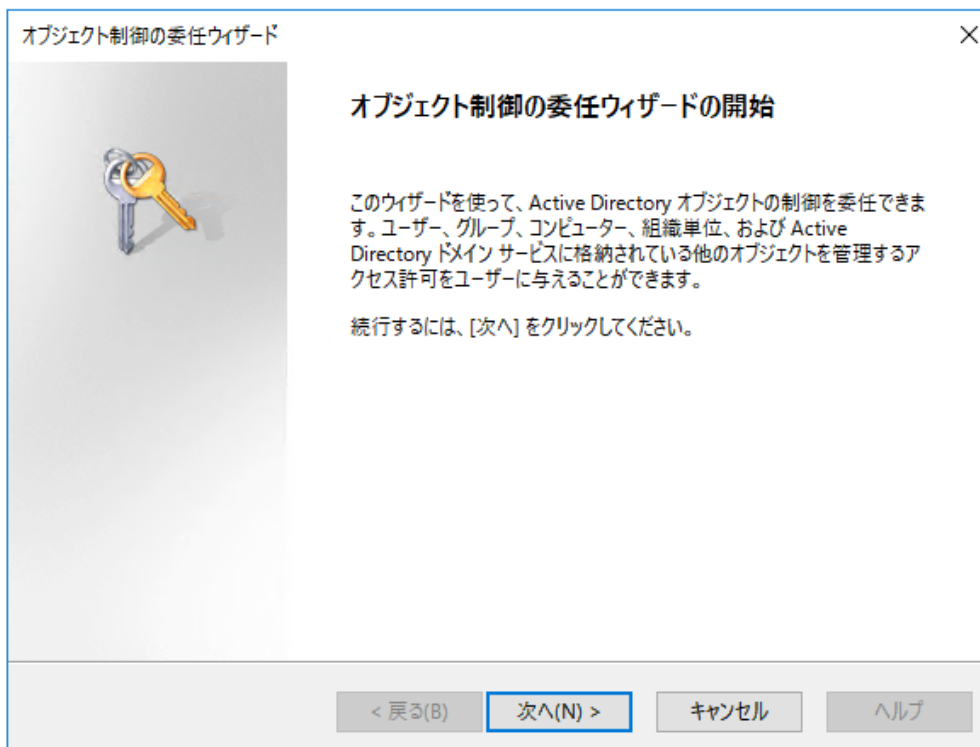 オブジェクト制御の委任ウィザード
オブジェクト制御の委任ウィザードの開始
このウィザードを使って、Active Directory オブジェクトの制御を委任できま
す。ユーザー、グループ、コンピューター、組織単位、および Active
Directory ドメイン サービスに格納されている他のオブジェクトを管理するア
クセス許可をユーザーに与えることができます。
続行するには、[次へ] をクリックしてください。
< 戻る(B)
次へ(N) >
キャンセル
ヘルプ